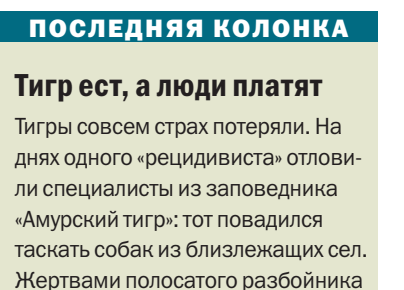 ПОСЛЕДНЯЯ КОЛОНКА
Тигр ест, а люди платят
Тигры совсем страх потеряли. На
днях одного «рецидивиста» отлови-
ли специалисты из заповедника
«Амурский тигр»: тот повадился
таскать собак из близлежащих сел.
Жертвами полосатого разбойника